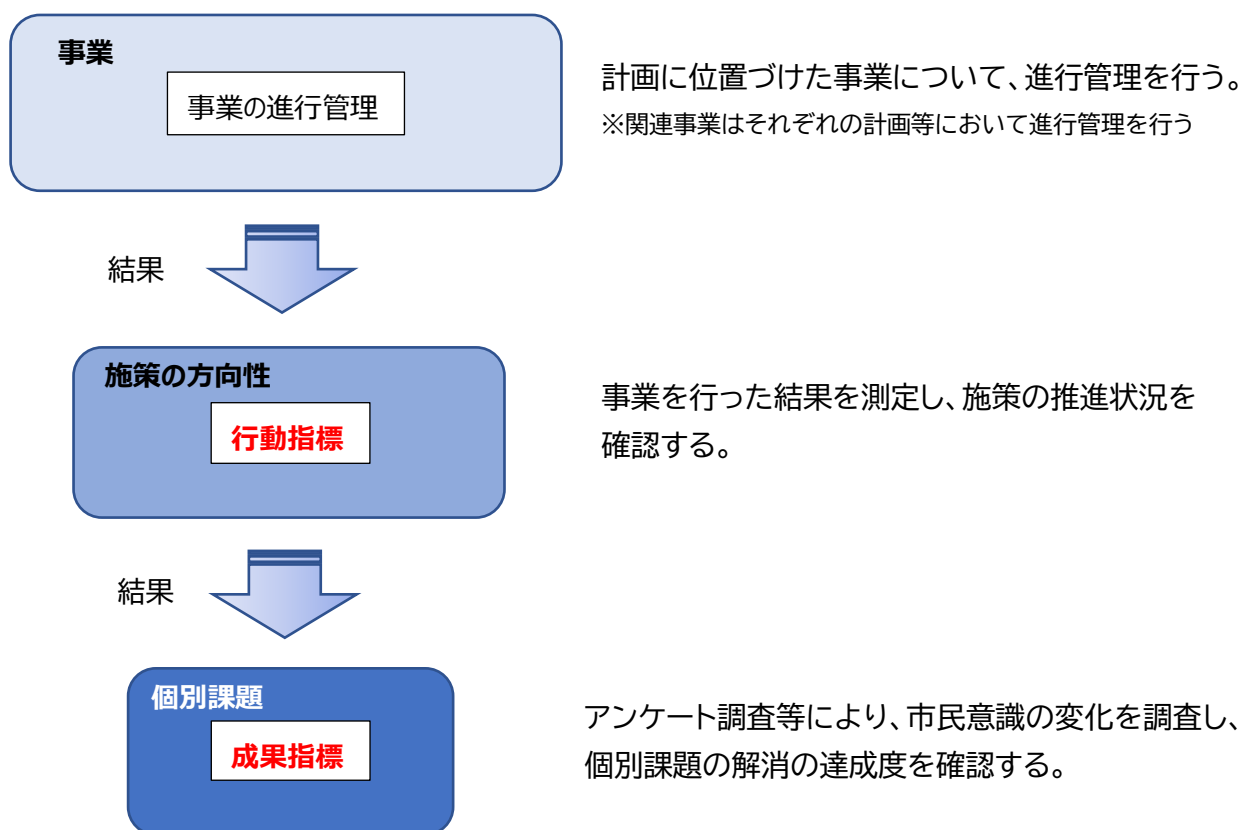 事業
事業の進行管理
計画に位置づけた事業について、進行管理を行う。
※関連事業はそれぞれの計画等において進行管理を行う
結果
施策の方向性
行動指標
事業を行った結果を測定し、施策の推進状況を
確認する。
結果
個別課題
成果指標
アンケート調査等により、市民意識の変化を調査し、
個別課題の解消の達成度を確認する。